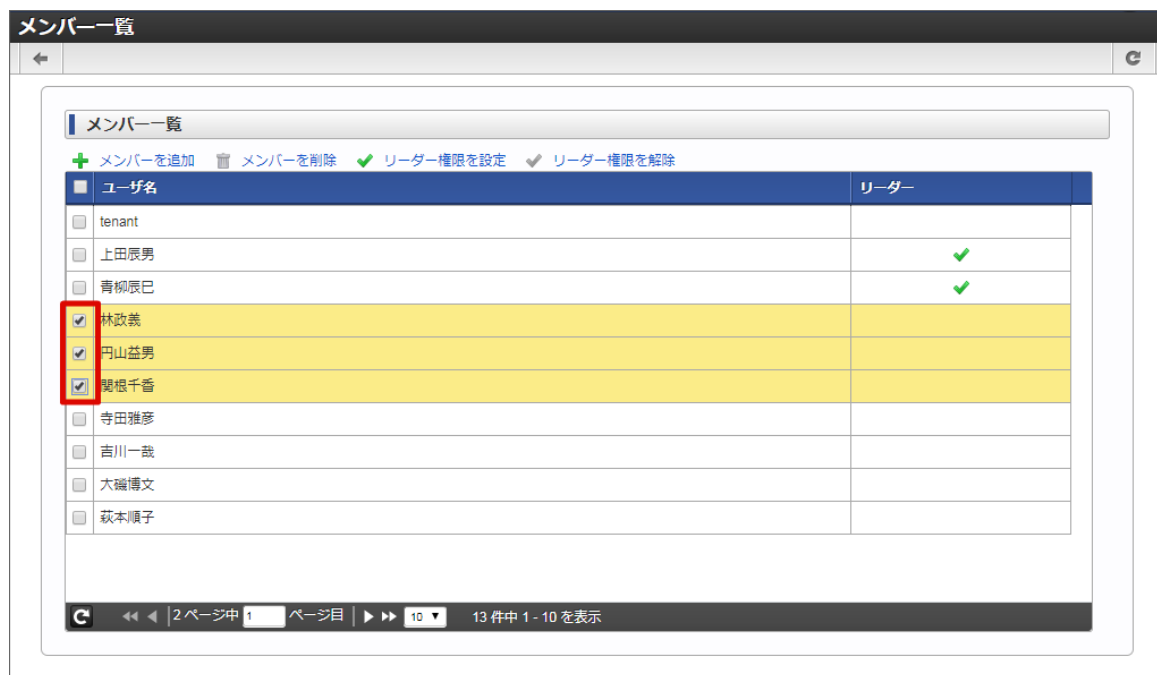 メンバー一覧
メンバー一覧
メンバーを追加 メンバーを削除 リーダー権限を設定 リーダー権限を解除
ユーザ名 リーダー
tenant
上田辰男
青柳辰巳
林政義
円山益男
関根千香
寺田雅彦
吉川一哉
大磯博文
萩本順子
2 ページ中 1 ページ目 10 13 件中 1 - 10 を表示